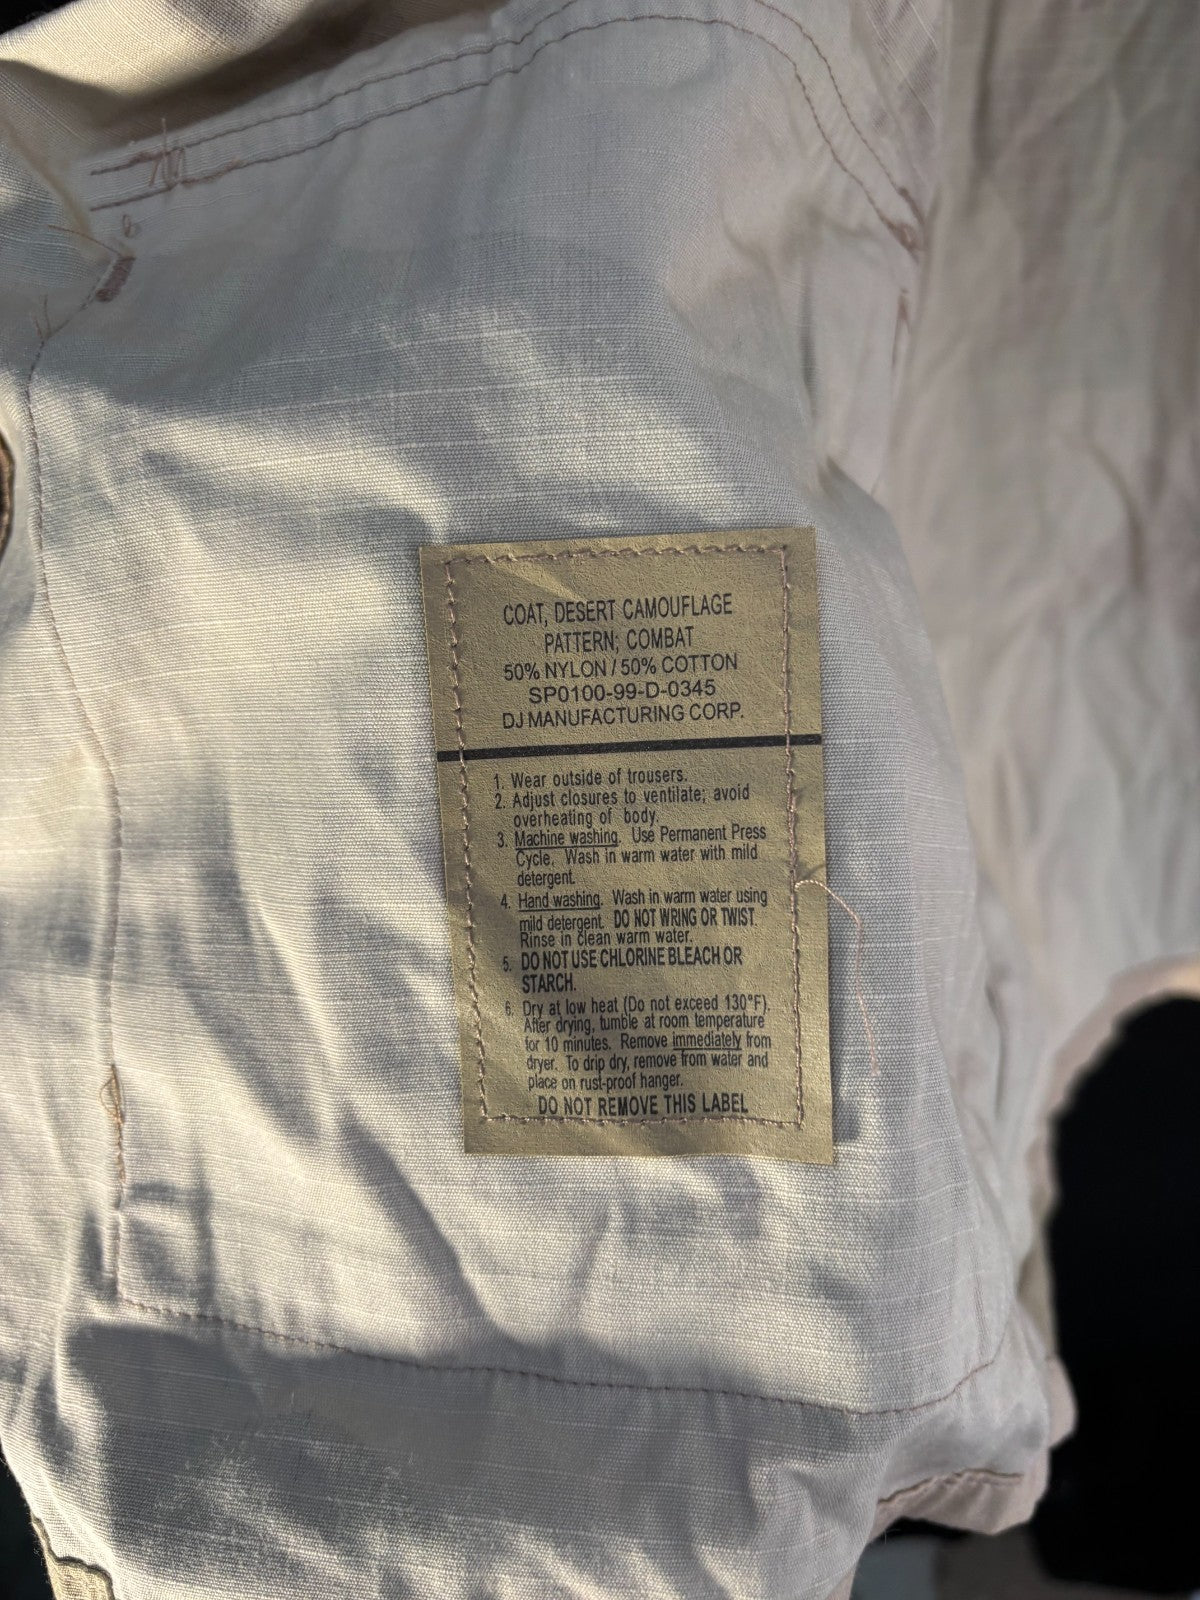 COAT, DESERT CAMOUFLAGE
PATTERN; COMBAT
50% NYLON / 50% COTTON
SP0100-99-D-0345
DJ MANUFACTURING CORP.
1. Wear outside of trousers.
2. Adjust closures to ventilate; avoid
overheating of body.
3. Machine washing. Use Permanent Press
Cycle. Wash in warm water with mild
detergent.
4. Hand washing. Wash in warm water using
mild detergent. DO NOT WRING OR TWIST.
Rinse in clean warm water.
5. DO NOT USE CHLORINE BLEACH OR
STARCH.
6. Dry at low heat (Do not exceed 130°F).
After drying, tumble at room temperature
for 10 minutes. Remove immediately from
dryer. To drip dry, remove from water and
place on rust-proof hanger.
DO NOT REMOVE THIS LABEL